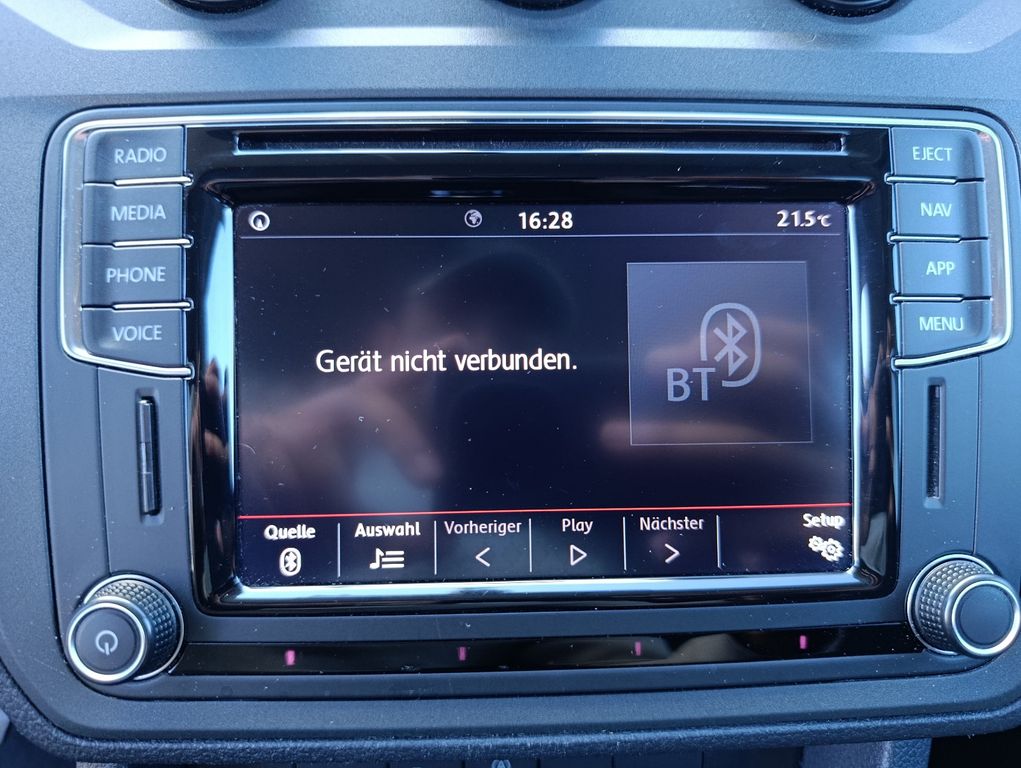 RADIO
MEDIA
PHONE
VOICE
EJECT
NAV
APP
MENU
16:28
21.5°C
Gerät nicht verbunden.
BT
Quelle
Auswahl
Vorheriger
Play
Nächster
Setup